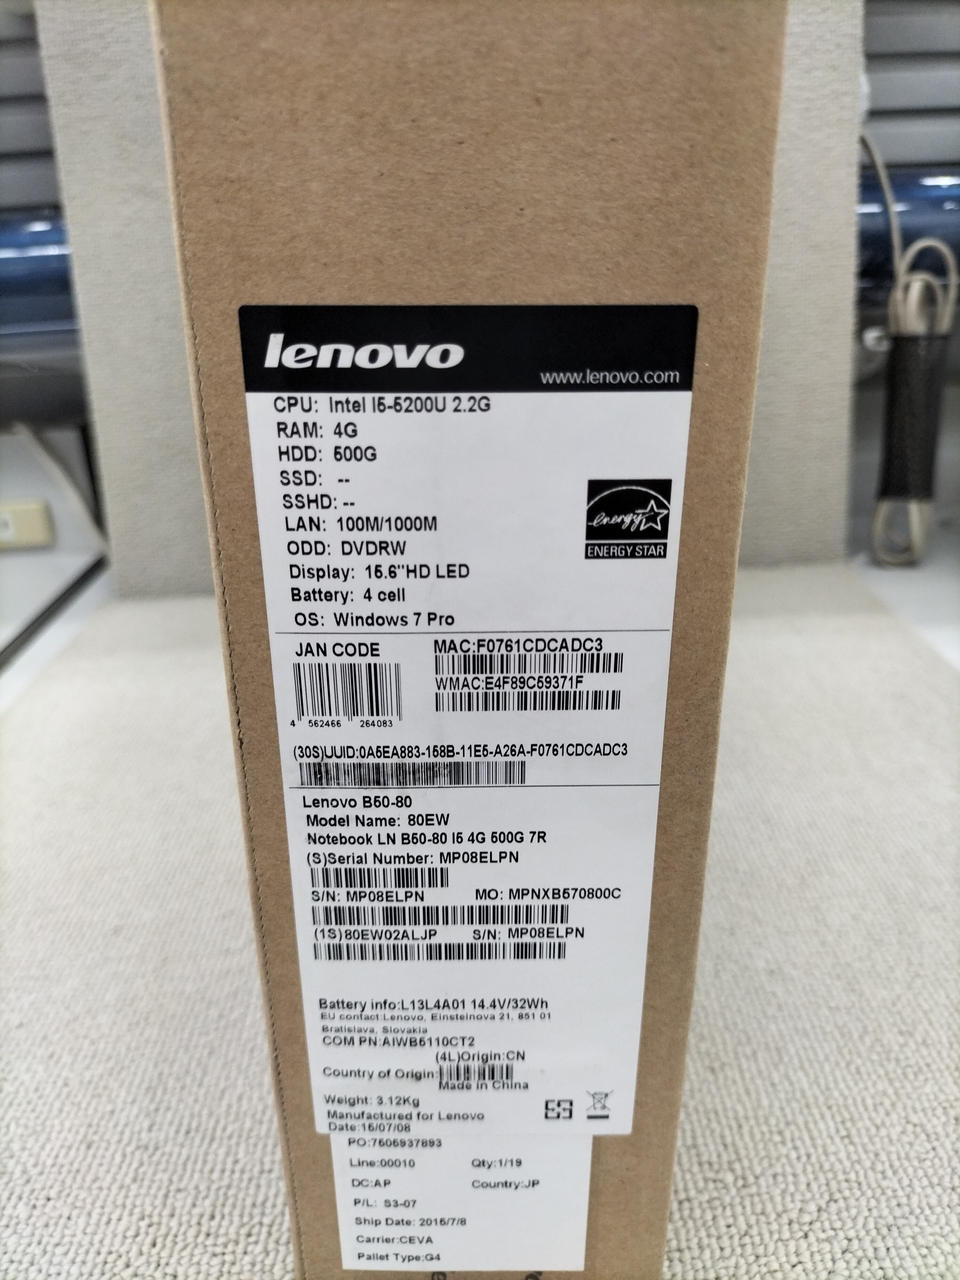 lenovo
www.lenovo.com
CPU: Intel I5-5200U 2.2G
RAM: 4G
HDD: 500G
SSD: --
SSHD: --
LAN: 100M/1000M
ODD: DVDRW
Display: 15.6"HD LED
Battery: 4 cell
OS: Windows 7 Pro
energy
ENERGY STAR
JAN CODE
4 562466 264083
MAC:F0761CDCADC3
WMAC:E4F89C59371F
(30S)UUID:0A5EA883-158B-11E5-A26A-F0761CDCADC3
Lenovo B50-80
Model Name: 80EW
Notebook LN B50-80 I5 4G 500G 7R
(S)Serial Number: MP08ELPN
S/N: MP08ELPN MO: MPNXB570800C
(1S)80EW02ALJP S/N: MP08ELPN
Battery info:L13L4A01 14.4V/32Wh
EU contact:Lenovo, Einsteinova 21, 851 01
Bratislava, Slovakia
COM PN:AIWB5110CT2
(4L)Origin:CN
Country of Origin:
Made in China
Weight: 3.12Kg
Manufactured for Lenovo
Date:15/07/08
PO:7505937893
Line:00010 Qty:1/19
DC:AP Country:JP
P/L: S3-07
Ship Date: 2015/7/8
Carrier:CEVA
Pallet Type:G4